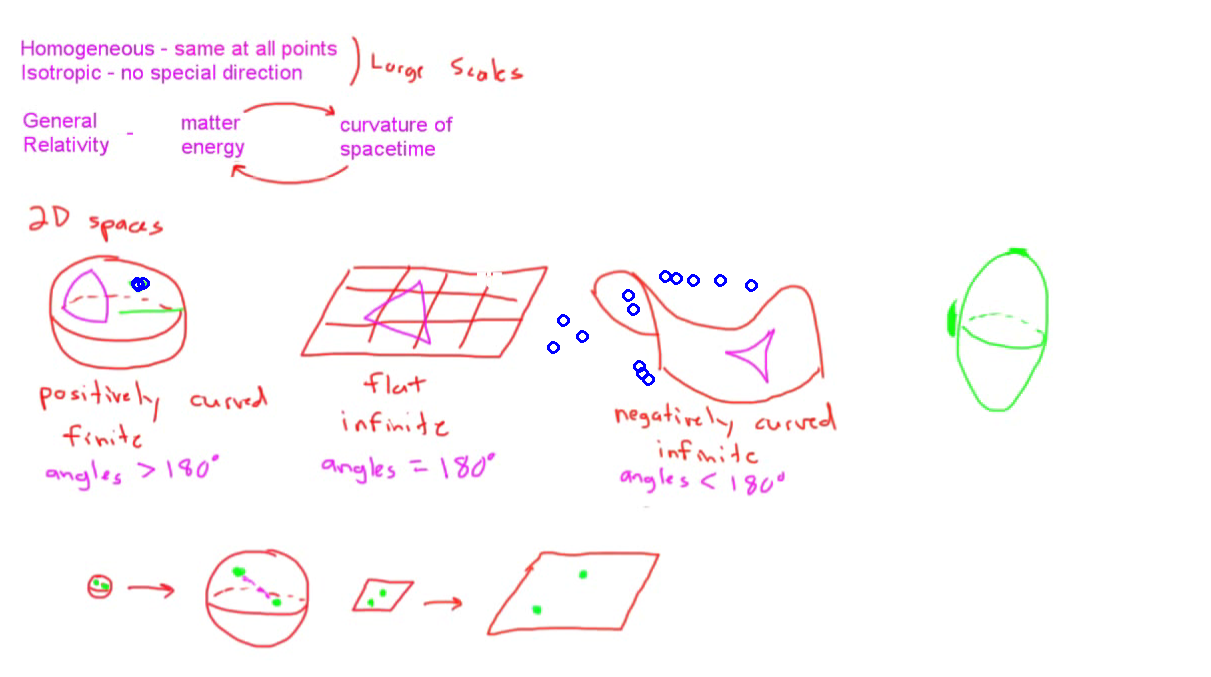 Homogeneous - same at all points
Isotropic - no special direction
Large Scales
General
Relativity
-
matter
energy
curvature of
spacetime
2D spaces
positively curved
finite
angles > 180°
flat
infinite
angles = 180°
negatively curved
infinite
angles < 180°